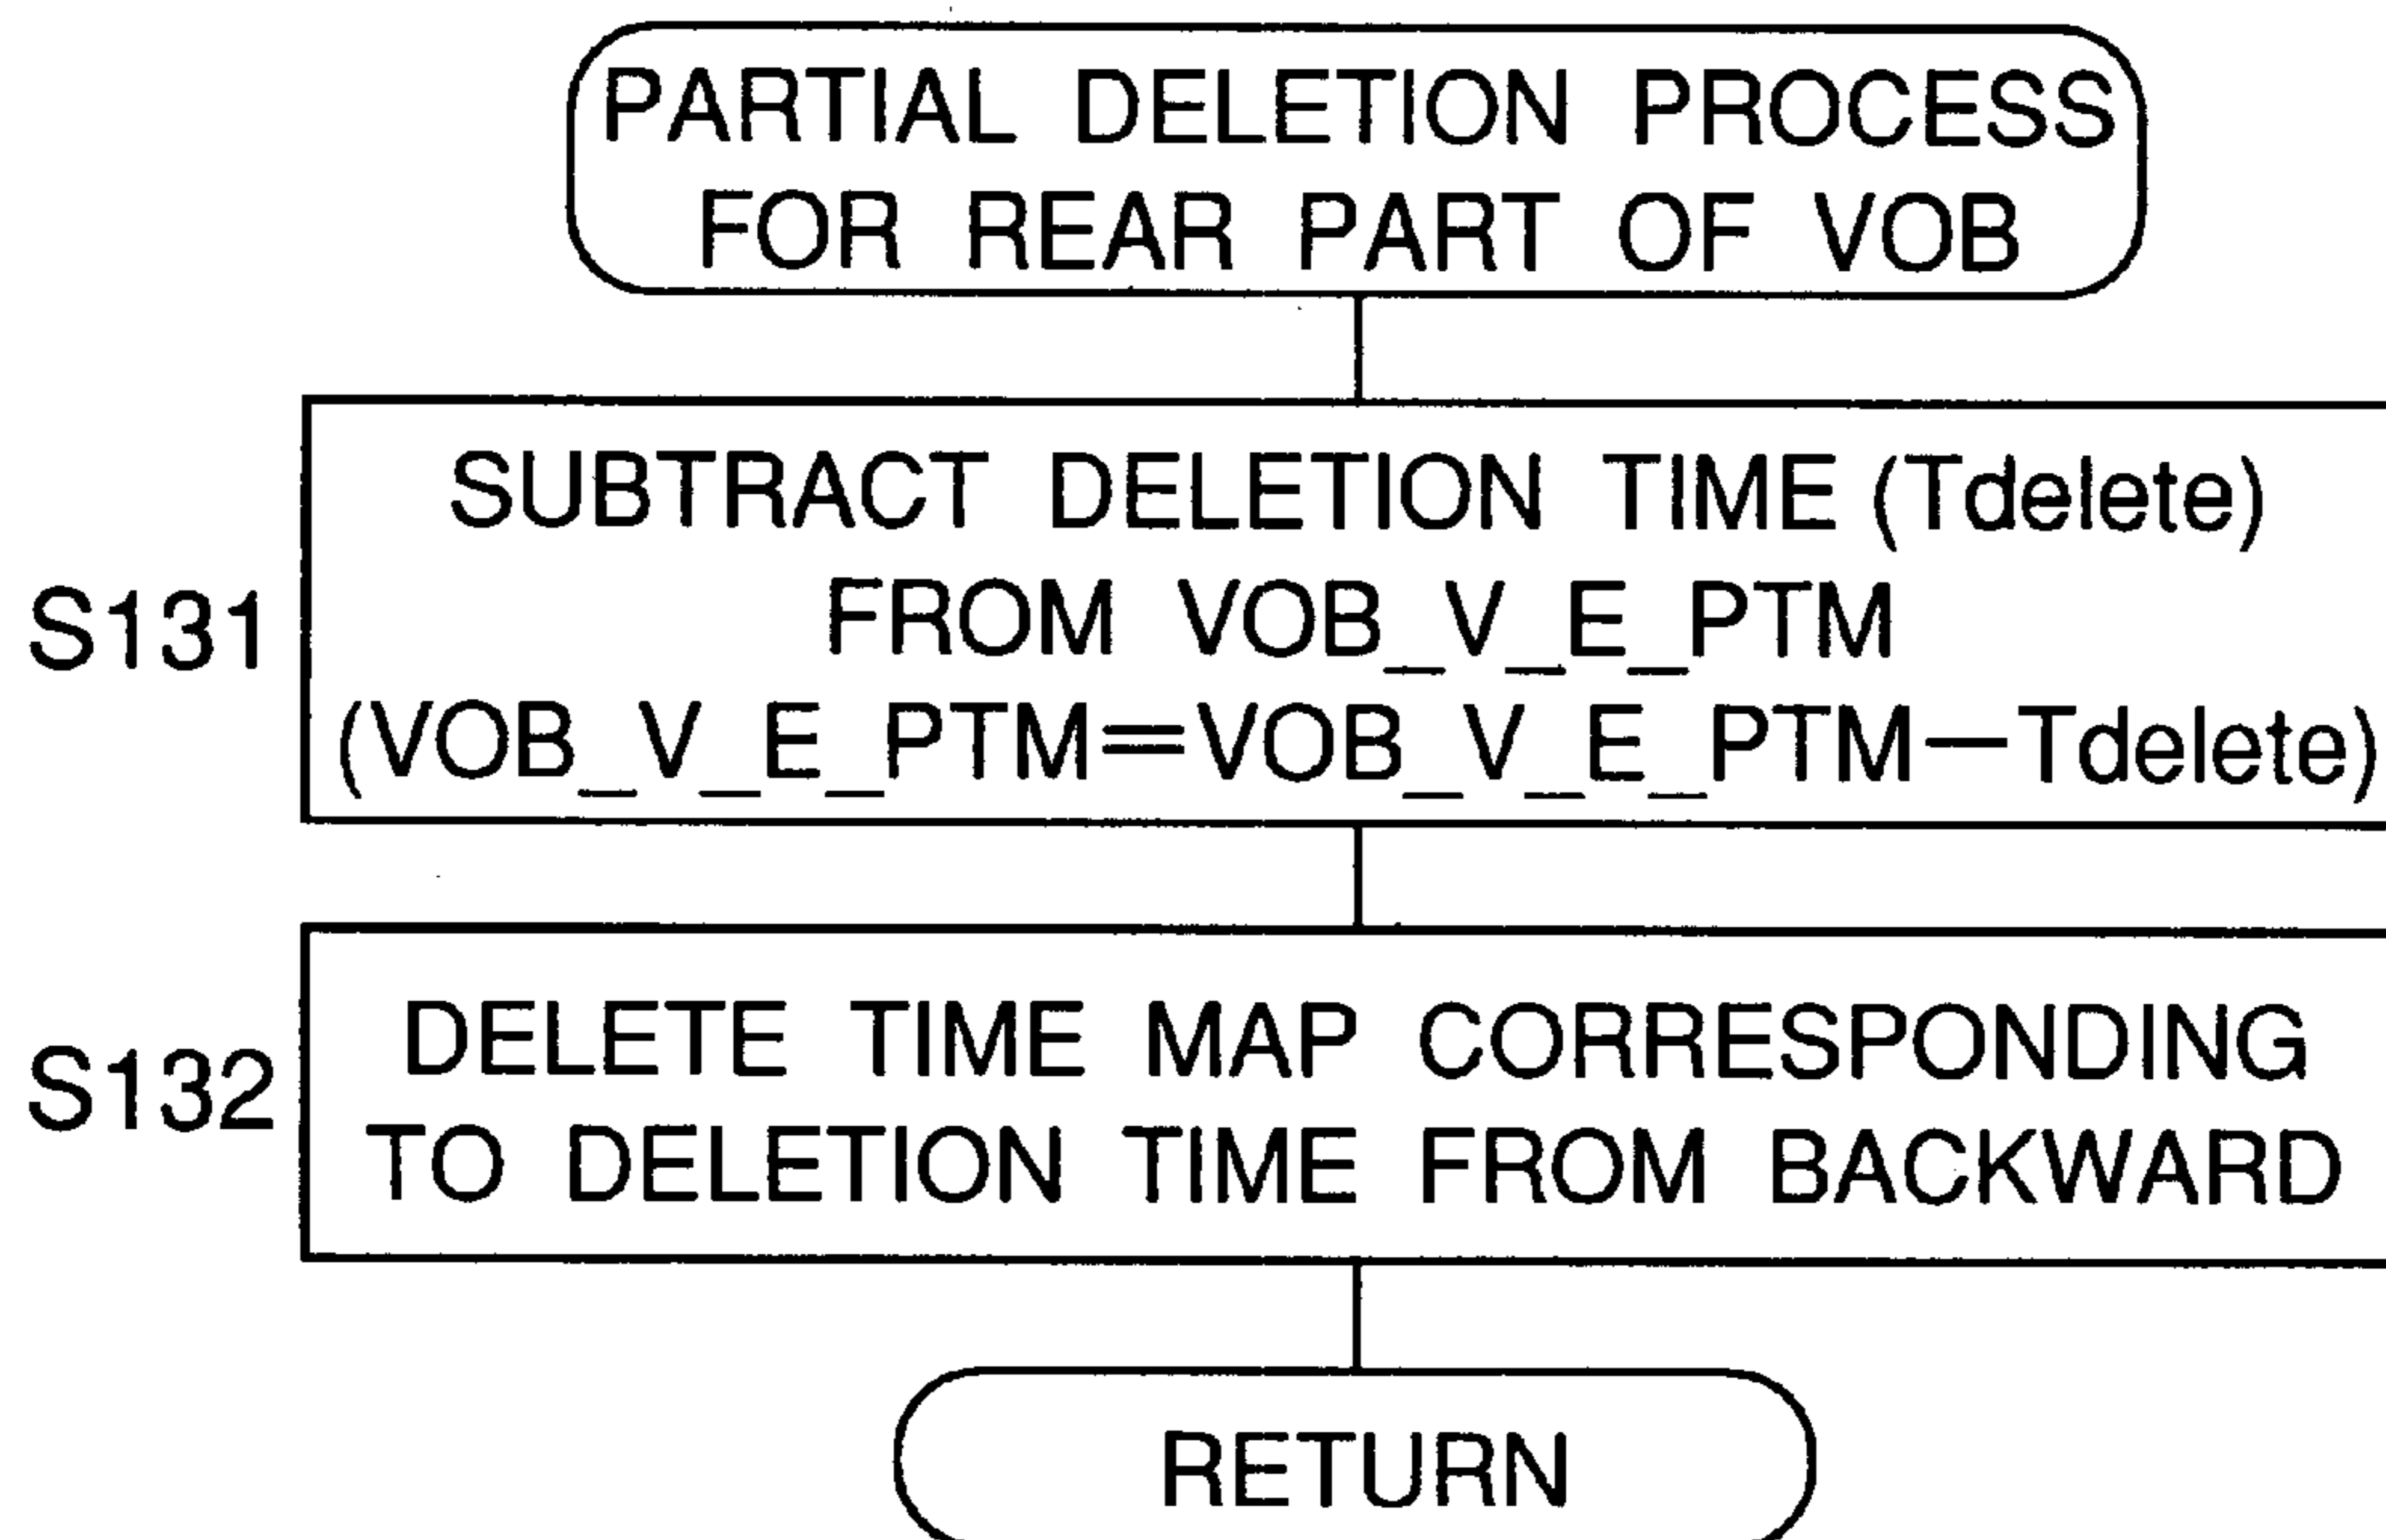 PARTIAL DELETION PROCESS
FOR REAR PART OF VOB
SUBTRACT DELETION TIME (Tdelete)
S131
FROM VOB_V_E_PTM
(VOB_V_E_PTM=VOB_V_E_PTM−Tdelete)
DELETE TIME MAP CORRESPONDING
S132
TO DELETION TIME FROM BACKWARD
RETURN